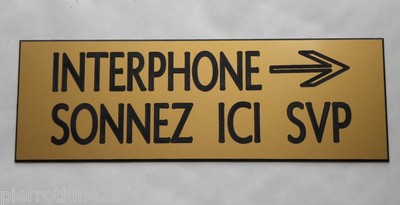 INTERPHONE →
SONNEZ ICI SVP